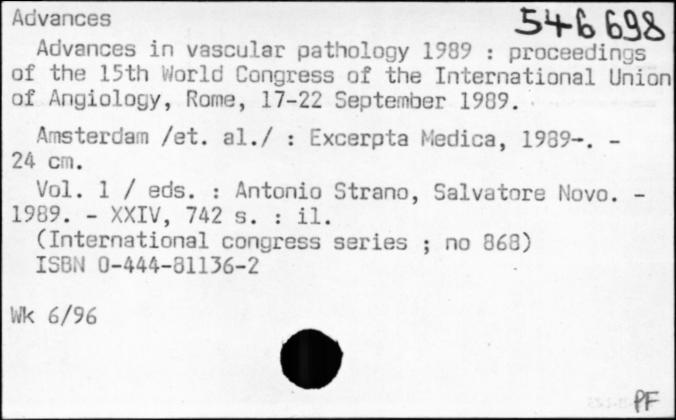 Advances 546 698
Advances in vascular pathology 1989 : proceedings
of the 15th World Congress of the International Union
of Angiology, Rome, 17-22 September 1989.
Amsterdam /et. al./ : Excerpta Medica, 1989-. -
24 cm.
Vol. 1 / eds. : Antonio Strano, Salvatore Novo. -
1989. - XXIV, 742 s. : il.
(International congress series ; no 868)
ISBN 0-444-81136-2
Wk 6/96
PF